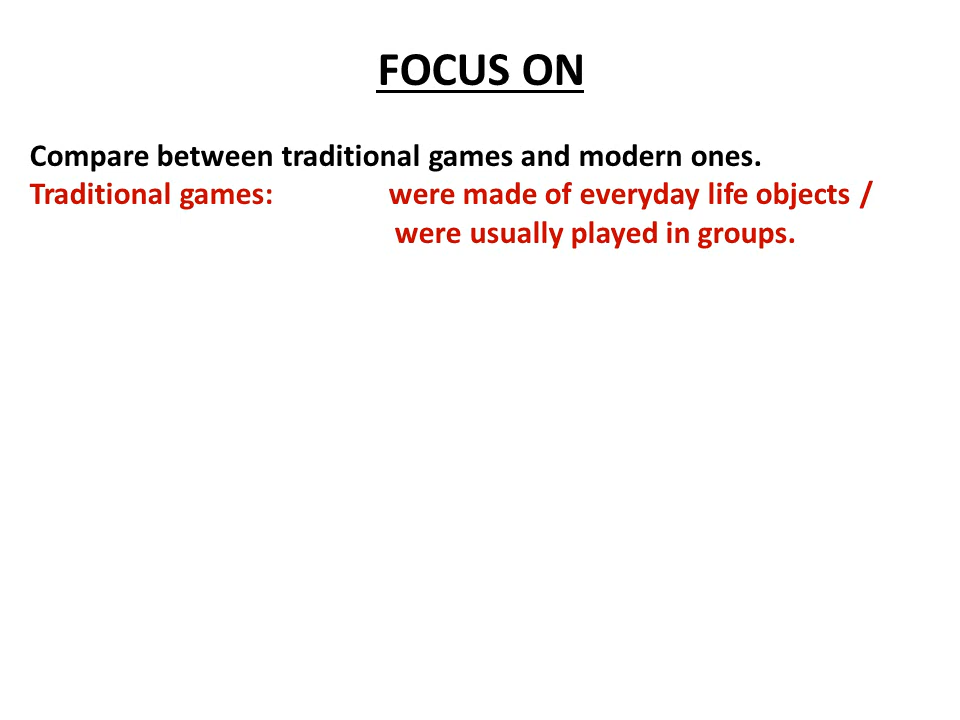 FOCUS ON
Compare between traditional games and modern ones.
Traditional games: were made of everyday life objects /
were usually played in groups.